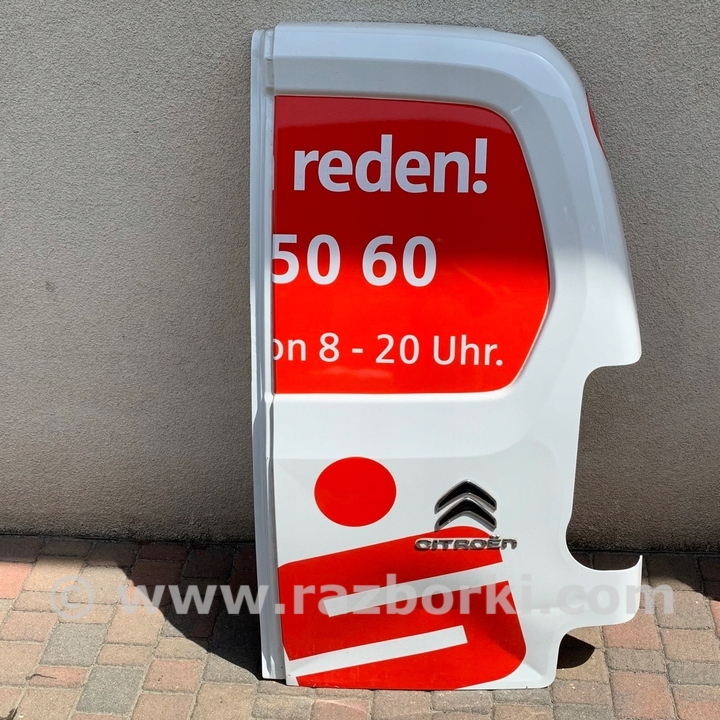 reden!
50 60
on 8 - 20 Uhr.
CITROËN
© www.razborki.com